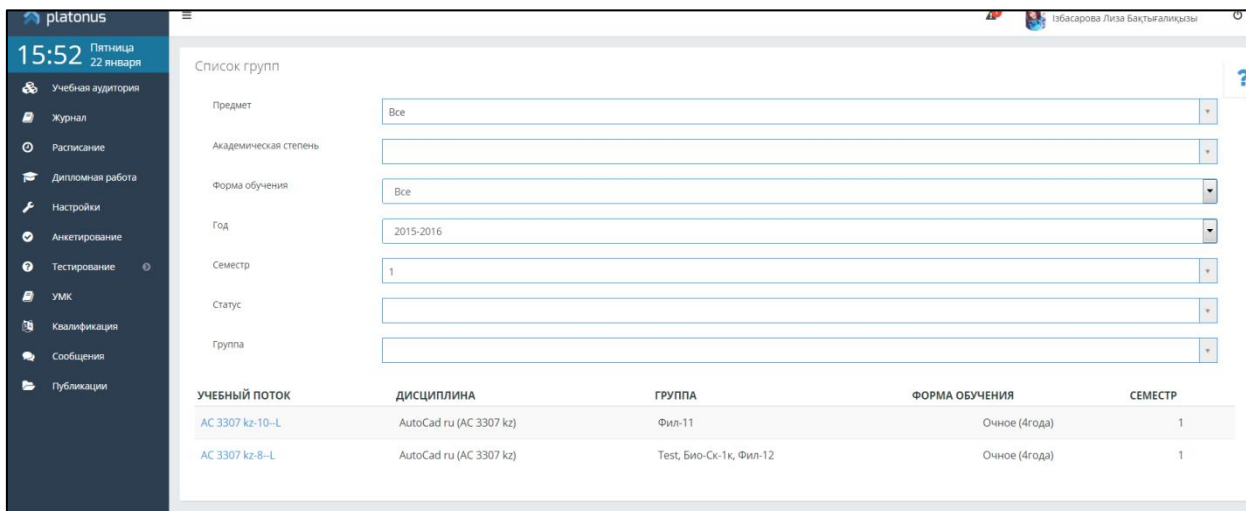 platonus
Ізбасарова Лиза Бақтығалиқызы
15:52 Пятница
22 января
Учебная аудитория
Журнал
Расписание
Дипломная работа
Настройки
Анкетирование
Тестирование
УМК
Квалификация
Сообщения
Публикации
Список групп
?
Предмет Все
Академическая степень
Форма обучения Все
Год 2015-2016
Семестр 1
Статус
Группа
УЧЕБНЫЙ ПОТОК ДИСЦИПЛИНА ГРУППА ФОРМА ОБУЧЕНИЯ СЕМЕСТР
AC 3307 kz-10--L AutoCad ru (AC 3307 kz) Фил-11 Очное (4года) 1
AC 3307 kz-8--L AutoCad ru (AC 3307 kz) Test, Био-Ск-1к, Фил-12 Очное (4года) 1